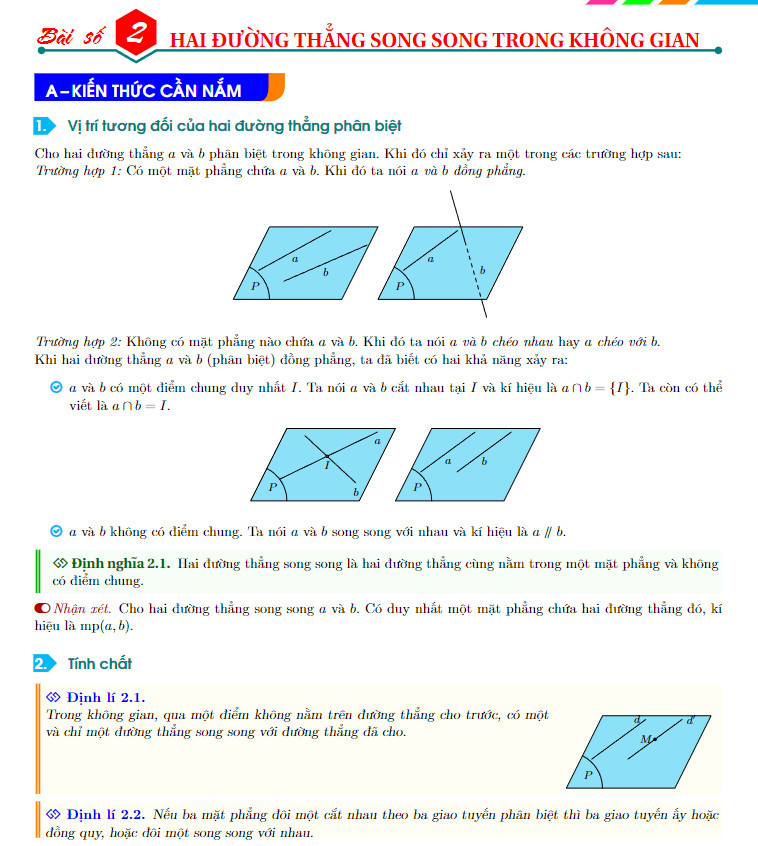 Bài số 2 HAI ĐƯỜNG THẲNG SONG SONG TRONG KHÔNG GIAN
A–KIẾN THỨC CẦN NẮM
1. Vị trí tương đối của hai đường thẳng phân biệt
Cho hai đường thẳng a và b phân biệt trong không gian. Khi đó chỉ xảy ra một trong các trường hợp sau:
Trường hợp 1: Có một mặt phẳng chứa a và b. Khi đó ta nói a và b đồng phẳng.
a b P
a b P
Trường hợp 2: Không có mặt phẳng nào chứa a và b. Khi đó ta nói a và b chéo nhau hay a chéo với b.
Khi hai đường thẳng a và b (phân biệt) đồng phẳng, ta đã biết có hai khả năng xảy ra:
a và b có một điểm chung duy nhất I. Ta nói a và b cắt nhau tại I và kí hiệu là a ∩ b = {I}. Ta còn có thể
viết là a ∩ b = I.
a I P b
a b P
a và b không có điểm chung. Ta nói a và b song song với nhau và kí hiệu là a ⫽ b.
Định nghĩa 2.1. Hai đường thẳng song song là hai đường thẳng cùng nằm trong một mặt phẳng và không
có điểm chung.
Nhận xét. Cho hai đường thẳng song song a và b. Có duy nhất một mặt phẳng chứa hai đường thẳng đó, kí
hiệu là mp(a, b).
2. Tính chất
Định lí 2.1.
Trong không gian, qua một điểm không nằm trên đường thẳng cho trước, có một
và chỉ một đường thẳng song song với đường thẳng đã cho.
d d' M P
Định lí 2.2. Nếu ba mặt phẳng đôi một cắt nhau theo ba giao tuyến phân biệt thì ba giao tuyến ấy hoặc
đồng quy, hoặc đôi một song song với nhau.